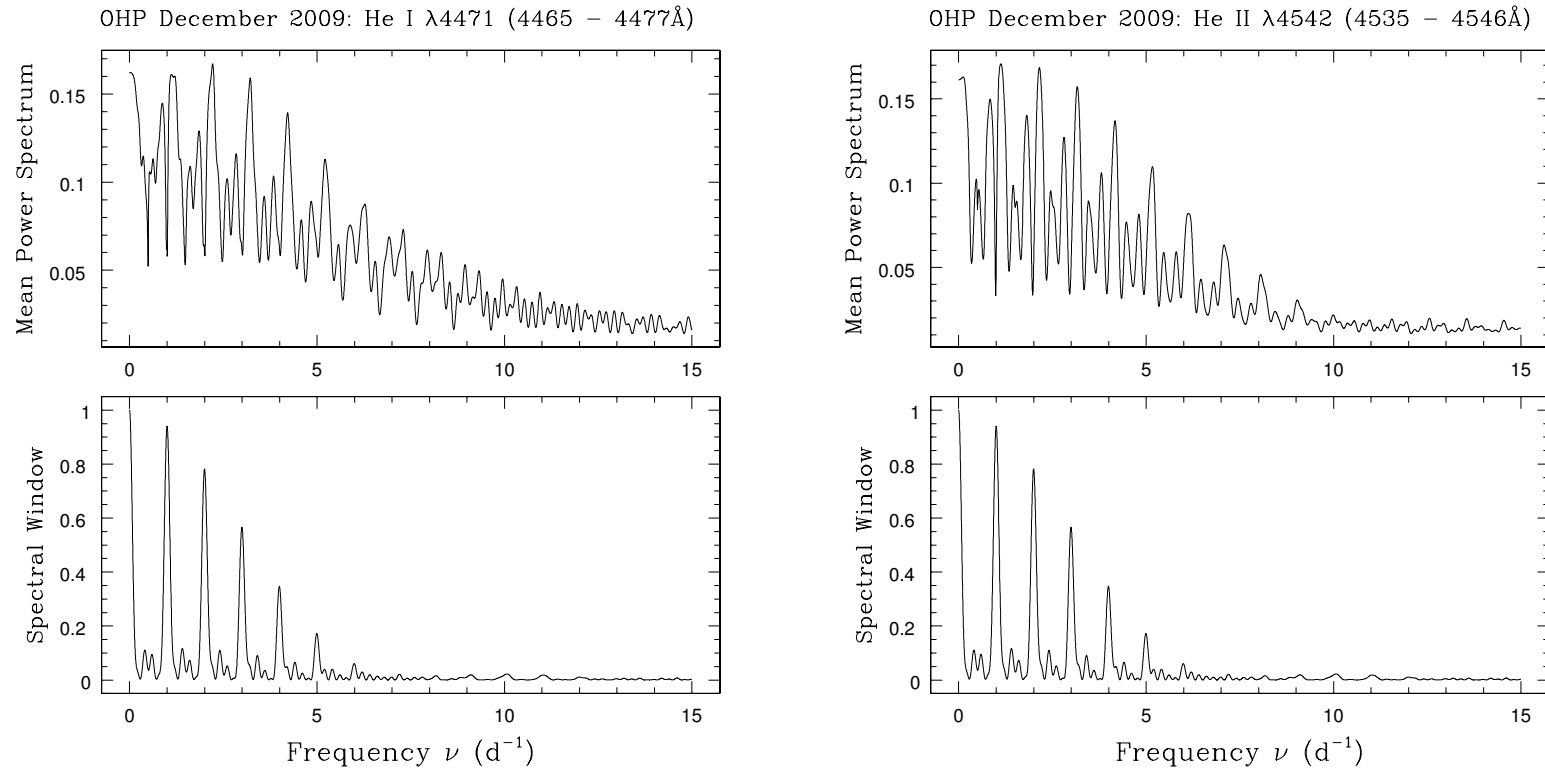 OHP December 2009: He I λ4471 (4465 − 4477Å)
Mean Power Spectrum
0.15
0.1
0.05
0 5 10 15
Spectral Window
1
0.8
0.6
0.4
0.2
0
0 5 10 15
Frequency ν (d⁻¹)
OHP December 2009: He II λ4542 (4535 − 4546Å)
Mean Power Spectrum
0.15
0.1
0.05
0 5 10 15
Spectral Window
1
0.8
0.6
0.4
0.2
0
0 5 10 15
Frequency ν (d⁻¹)